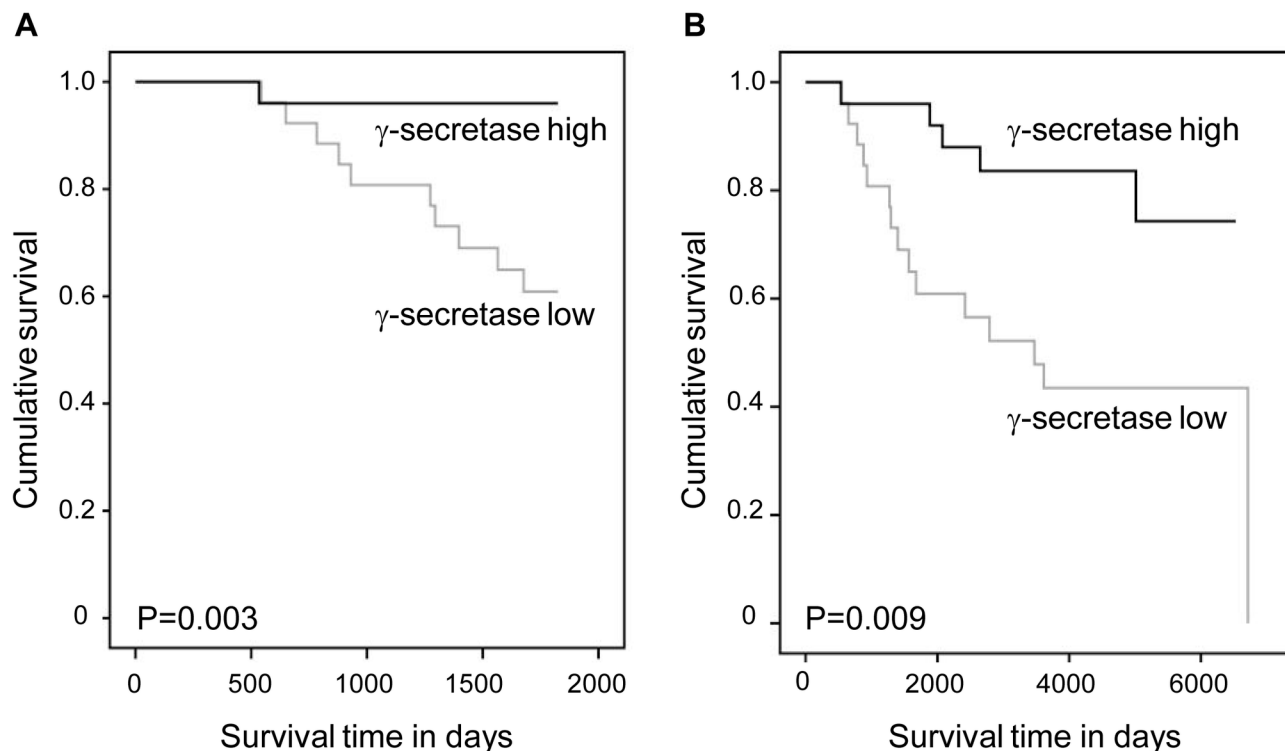 A
Cumulative survival
1.0
0.8
0.6
0.4
0.2
0
γ-secretase high
γ-secretase low
P=0.003
0 500 1000 1500 2000
Survival time in days
B
Cumulative survival
1.0
0.8
0.6
0.4
0.2
0
γ-secretase high
γ-secretase low
P=0.009
0 2000 4000 6000
Survival time in days